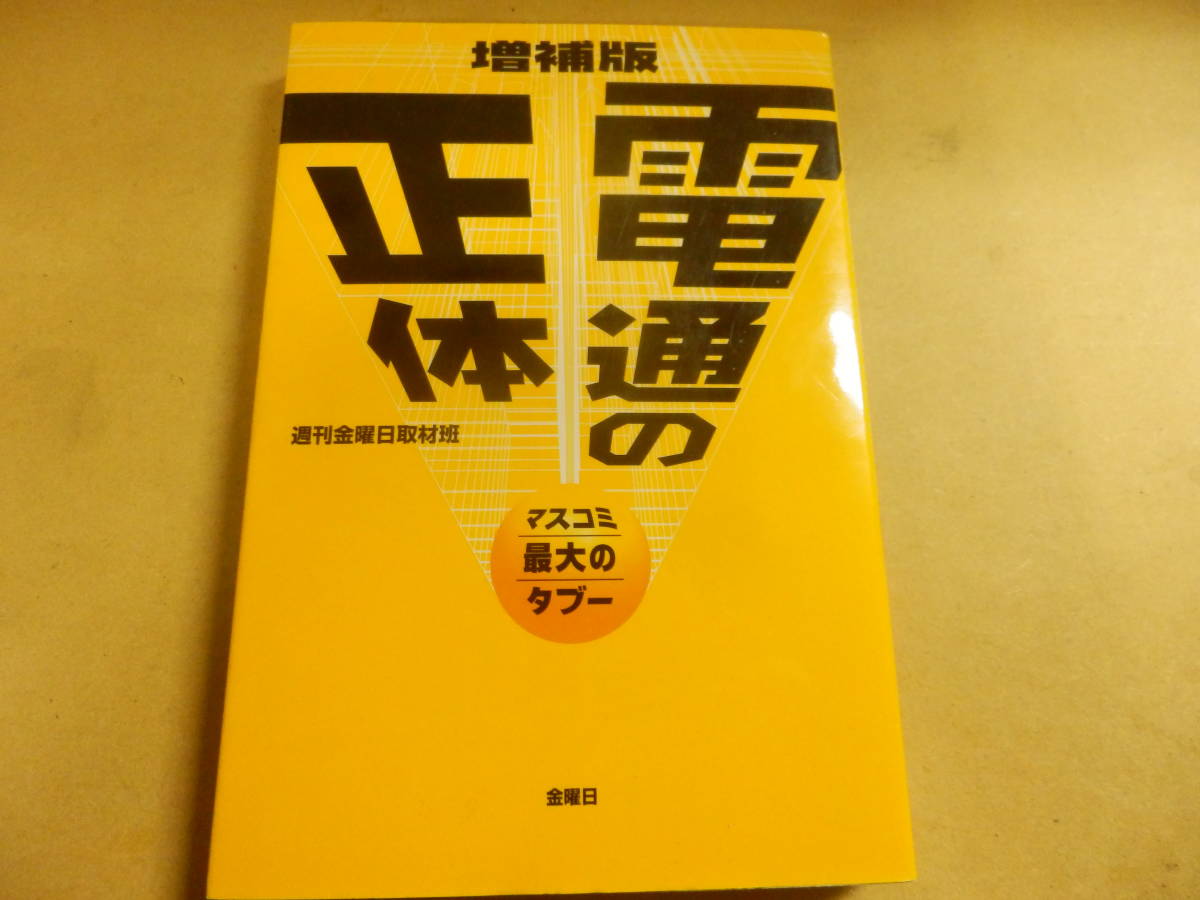 増補版
電通の
正体
週刊金曜日取材班
マスコミ
最大の
タブー
金曜日